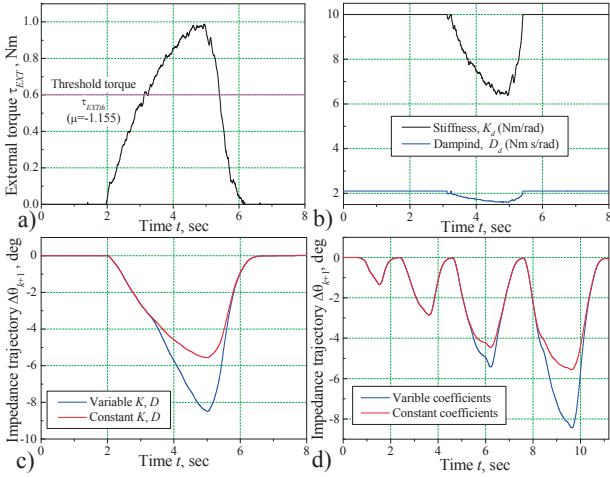 a)
External torque τEXT, Nm
1.0
0.8
0.6
0.4
0.2
0.0
Threshold torque
τEXTth
(μ=-1.155)
0 2 4 6 8
Time t, sec
b)
10
8
6
4
2
Stiffness, Kd (Nm/rad)
Dampind, Dd (Nm s/rad)
0 2 4 6 8
Time t, sec
c)
Impedance trajectory Δθk+1, deg
0
-2
-4
-6
-8
-10
Variable K, D
Constant K, D
0 2 4 6 8
Time t, sec
d)
Impedance trajectory Δθk+1, deg
0
-2
-4
-6
-8
Varible coefficients
Constant coefficients
0 2 4 6 8 10
Time t, sec